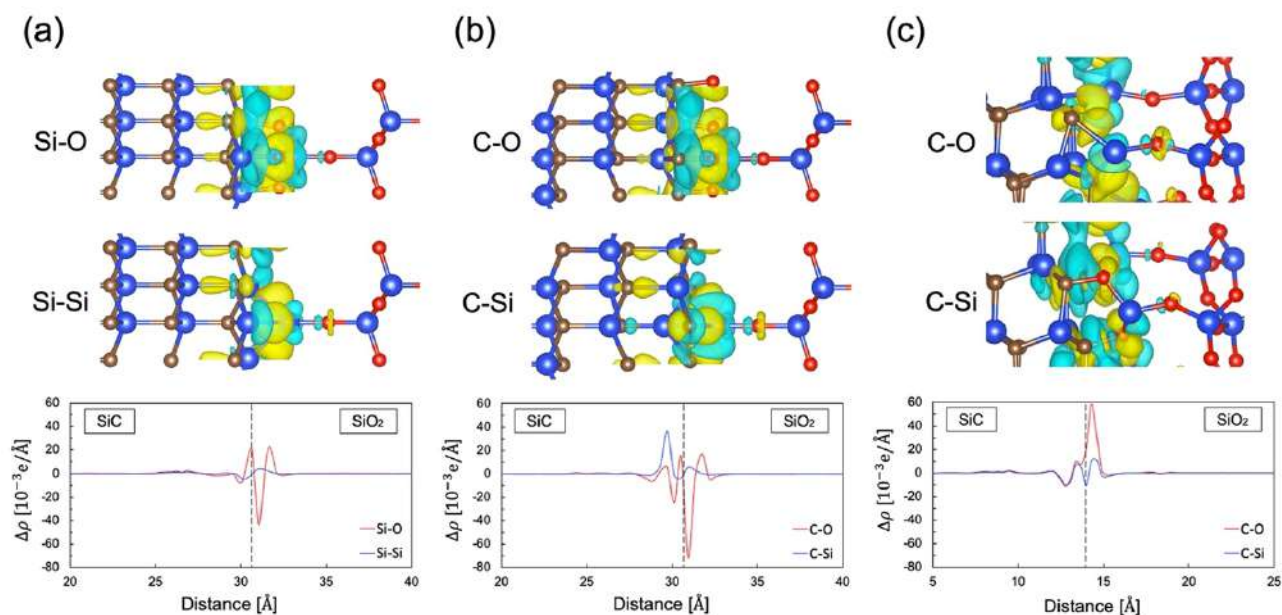 (a)
Si-O
Si-Si
60
40
20
0
-20
-40
-60
-80
Δρ [10⁻³e/Å]
SiC
SiO₂
Si-O
Si-Si
20
25
30
35
40
Distance [Å]
(b)
C-O
C-Si
60
40
20
0
-20
-40
-60
-80
Δρ [10⁻³e/Å]
SiC
SiO₂
C-O
C-Si
20
25
30
35
40
Distance [Å]
(c)
C-O
C-Si
60
40
20
0
-20
-40
-60
-80
Δρ [10⁻³e/Å]
SiC
SiO₂
C-O
C-Si
5
10
15
20
25
Distance [Å]